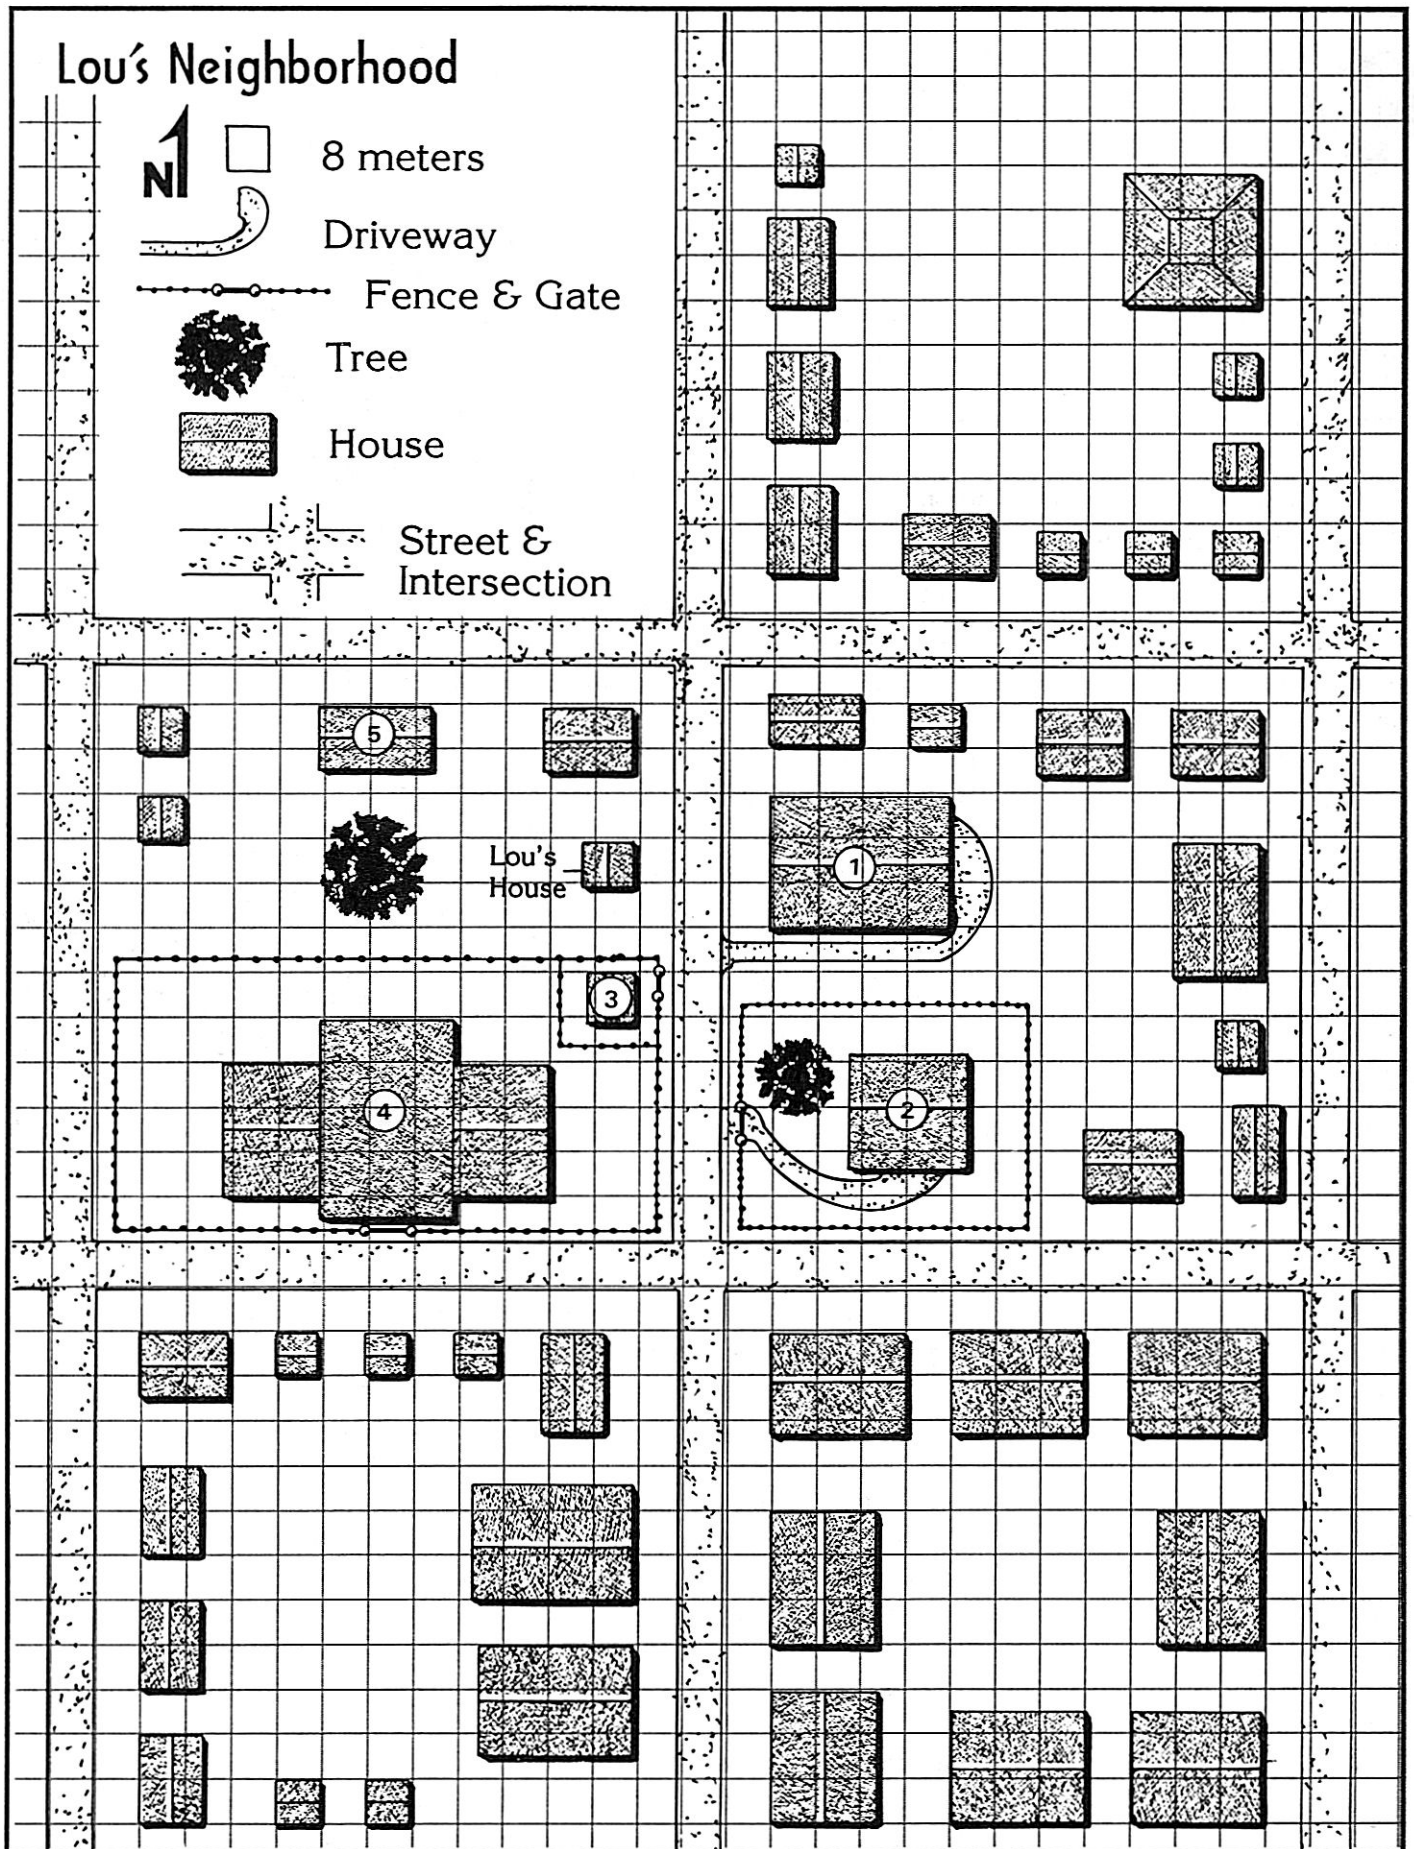 Lou's Neighborhood
N
8 meters
Driveway
Fence & Gate
Tree
House
Street &
Intersection
5
Lou's
House
1
3
4
2